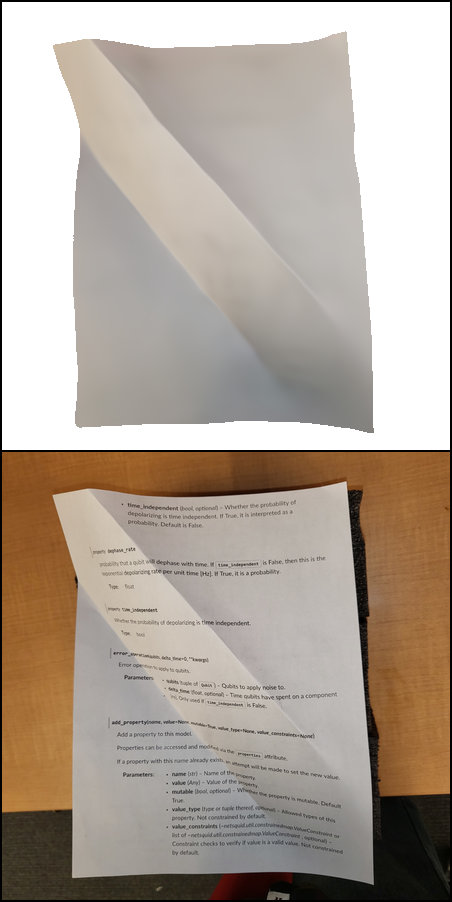 • time_independent (bool, optional) – Whether the probability of
depolarizing is time independent. If True, it is interpreted as a
probability. Default is False.
property dephase_rate
probability that a qubit will dephase with time. If time_independent is False, then this is the
exponential depolarizing rate per unit time [Hz]. If True, it is a probability.
Type: float
property time_independent
Whether the probability of depolarizing is time independent.
Type: bool
error_operation(qubits, delta_time=0, **kwargs)
Error operation to apply to qubits.
Parameters: • qubits (tuple of Qubit) – Qubits to apply noise to.
• delta_time (float, optional) – Time qubits have spent on a component
[ns]. Only used if time_independent is False.
add_property(name, value=None, mutable=True, value_type=None, value_constraints=None)
Add a property to this model.
Properties can be accessed and modified via the properties attribute.
If a property with this name already exists, an attempt will be made to set the new value.
Parameters: • name (str) – Name of the property.
• value (Any) – Value of the property.
• mutable (bool, optional) – Whether the property is mutable. Default
True.
• value_type (type or tuple thereof, optional) – Allowed types of this
property. Not constrained by default.
• value_constraints (~netsquid.util.constrainedmap.ValueConstraint or
list of ~netsquid.util.constrainedmap.ValueConstraint , optional) –
Constraint checks to verify if value is a valid value. Not constrained
by default.